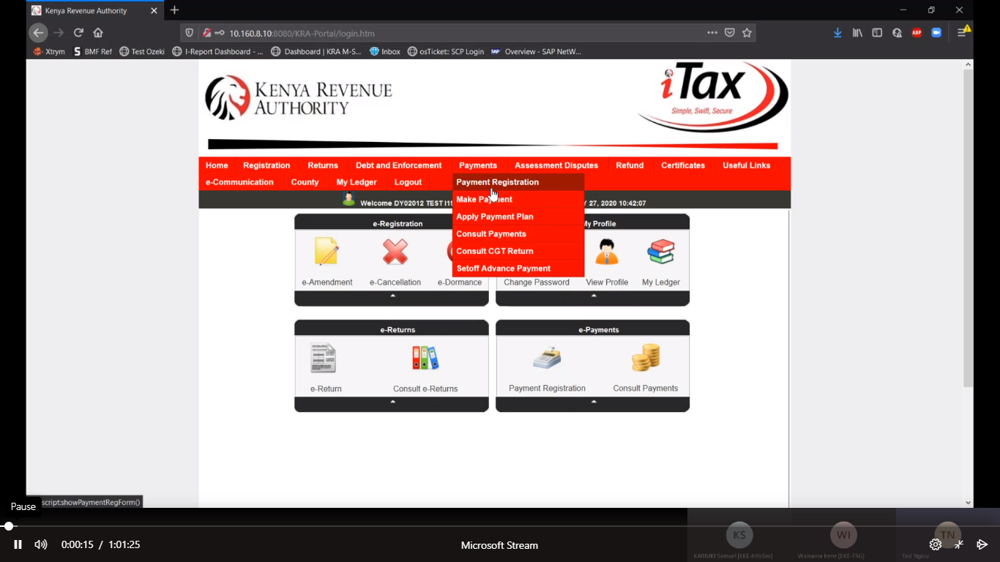 Kenya Revenue Authority
10.160.8.10:8080/KRA-Portal/login.htm
ABP
Xtrym
BMF Ref
Test Ozeki
I-Report Dashboard - ...
Dashboard | KRA M-S...
Inbox
osTicket:: SCP Login
SAP
Overview - SAP NetW...
KENYA REVENUE
AUTHORITY
iTax
Simple, Swift, Secure
Home Registration Returns Debt and Enforcement Payments Assessment Disputes Refund Certificates Useful Links
e-Communication County My Ledger Logout
Payment Registration
Make Payment
Apply Payment Plan
Consult Payments
Consult CGT Return
Setoff Advance Payment
Welcome DY02012 TEST I19
27, 2020 10:42:07
e-Registration
e-Amendment e-Cancellation e-Dormance
My Profile
Change Password View Profile My Ledger
e-Returns
e-Return Consult e-Returns
e-Payments
Payment Registration Consult Payments
script:showPaymentRegForm()
Pause
0:00:15 / 1:01:25
Microsoft Stream
KS
KARIUKI Samuel [EKE-InfoSec]
WI
Wamaina Irene [EKE-TSG]
TN
Ted Ngicu